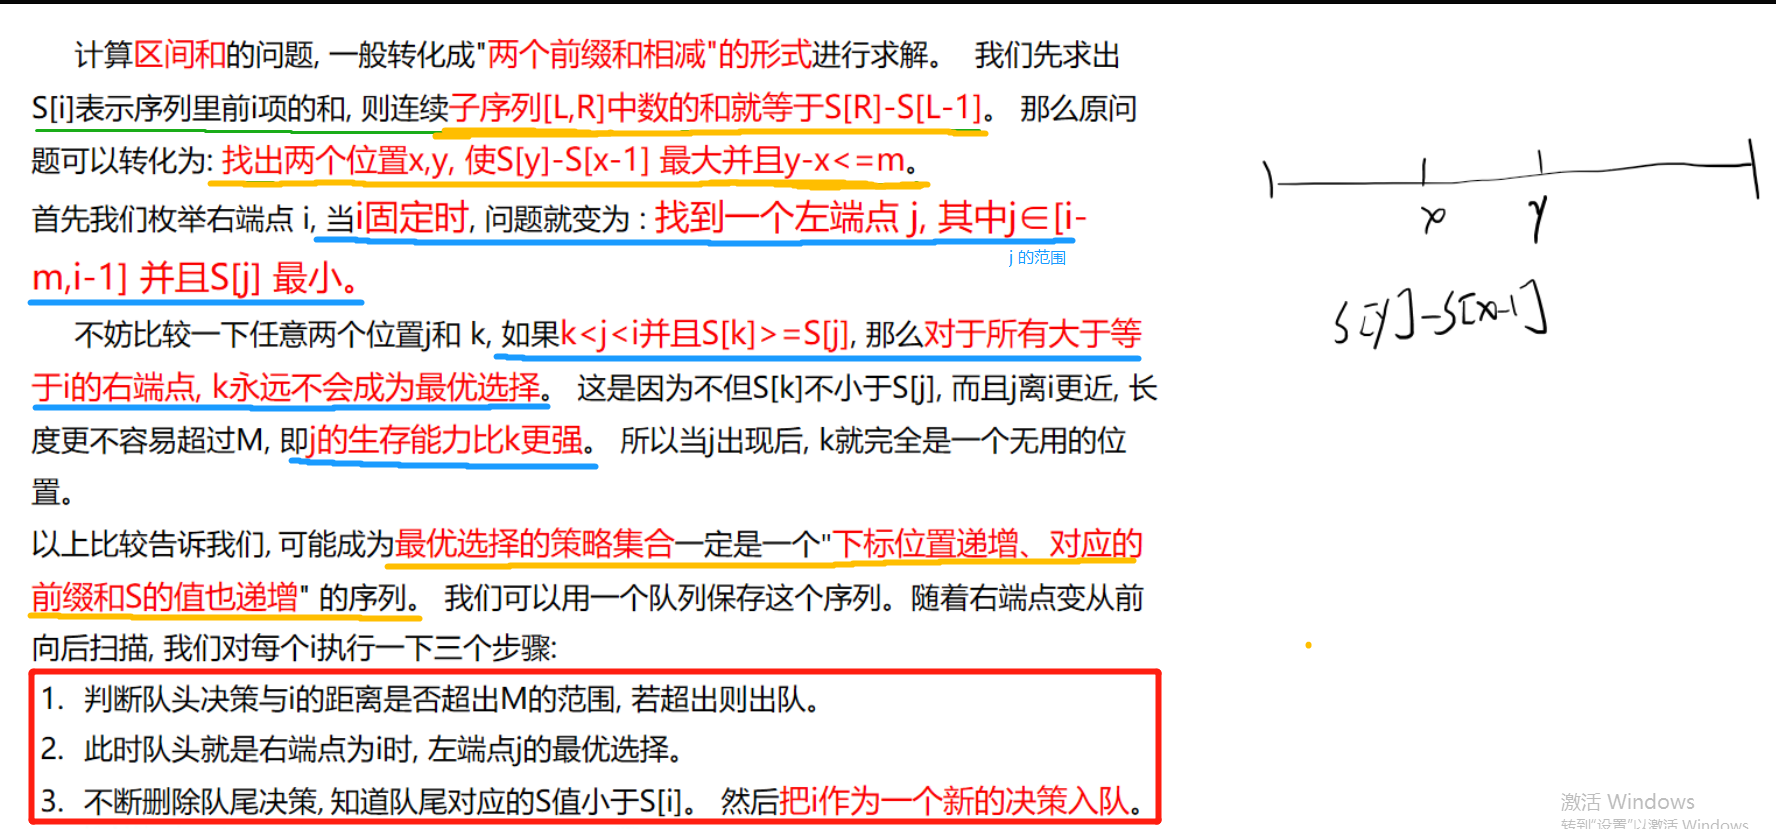 计算区间和的问题, 一般转化成"两个前缀和相减"的形式进行求解。 我们先求出
S[i]表示序列里前i项的和, 则连续子序列[L,R]中数的和就等于S[R]-S[L-1]。 那么原问
题可以转化为: 找出两个位置x,y, 使S[y]-S[x-1] 最大并且y-x<=m。
首先我们枚举右端点 i, 当i固定时, 问题就变为 : 找到一个左端点 j, 其中j∈[i-
j 的范围
m,i-1] 并且S[j] 最小。
不妨比较一下任意两个位置j和 k, 如果k<j<i并且S[k]>=S[j], 那么对于所有大于等
于i的右端点, k永远不会成为最优选择。 这是因为不但S[k]不小于S[j], 而且j离i更近, 长
度更不容易超过M, 即j的生存能力比k更强。 所以当j出现后, k就完全是一个无用的位
置。
以上比较告诉我们, 可能成为最优选择的策略集合一定是一个"下标位置递增、对应的
前缀和S的值也递增" 的序列。 我们可以用一个队列保存这个序列。随着右端点变从前
向后扫描, 我们对每个i执行一下三个步骤:
1. 判断队头决策与i的距离是否超出M的范围, 若超出则出队。
2. 此时队头就是右端点为i时, 左端点j的最优选择。
3. 不断删除队尾决策, 知道队尾对应的S值小于S[i]。 然后把i作为一个新的决策入队。
x y
S[y]-S[x-1]
激活 Windows
转到"设置"以激活 Windows